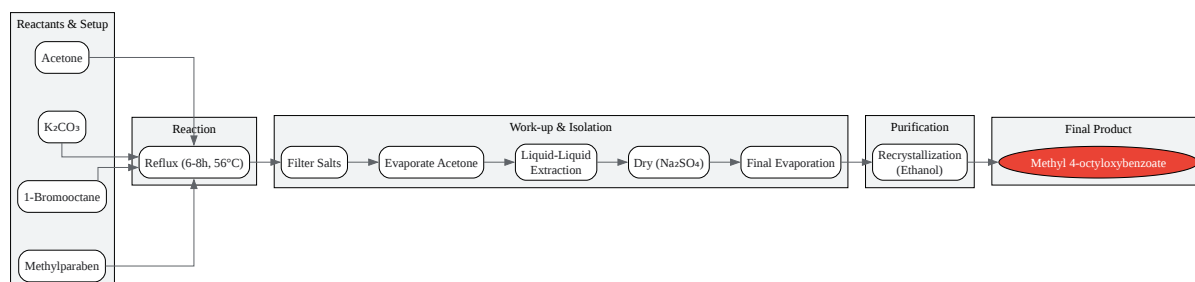 Reactants & Setup
Acetone
K₂CO₃
1-Bromooctane
Methylparaben
Reaction
Reflux (6-8h, 56°C)
Work-up & Isolation
Filter Salts
Evaporate Acetone
Liquid-Liquid
Extraction
Dry (Na₂SO₄)
Final Evaporation
Purification
Recrystallization
(Ethanol)
Final Product
Methyl 4-octyloxybenzoate